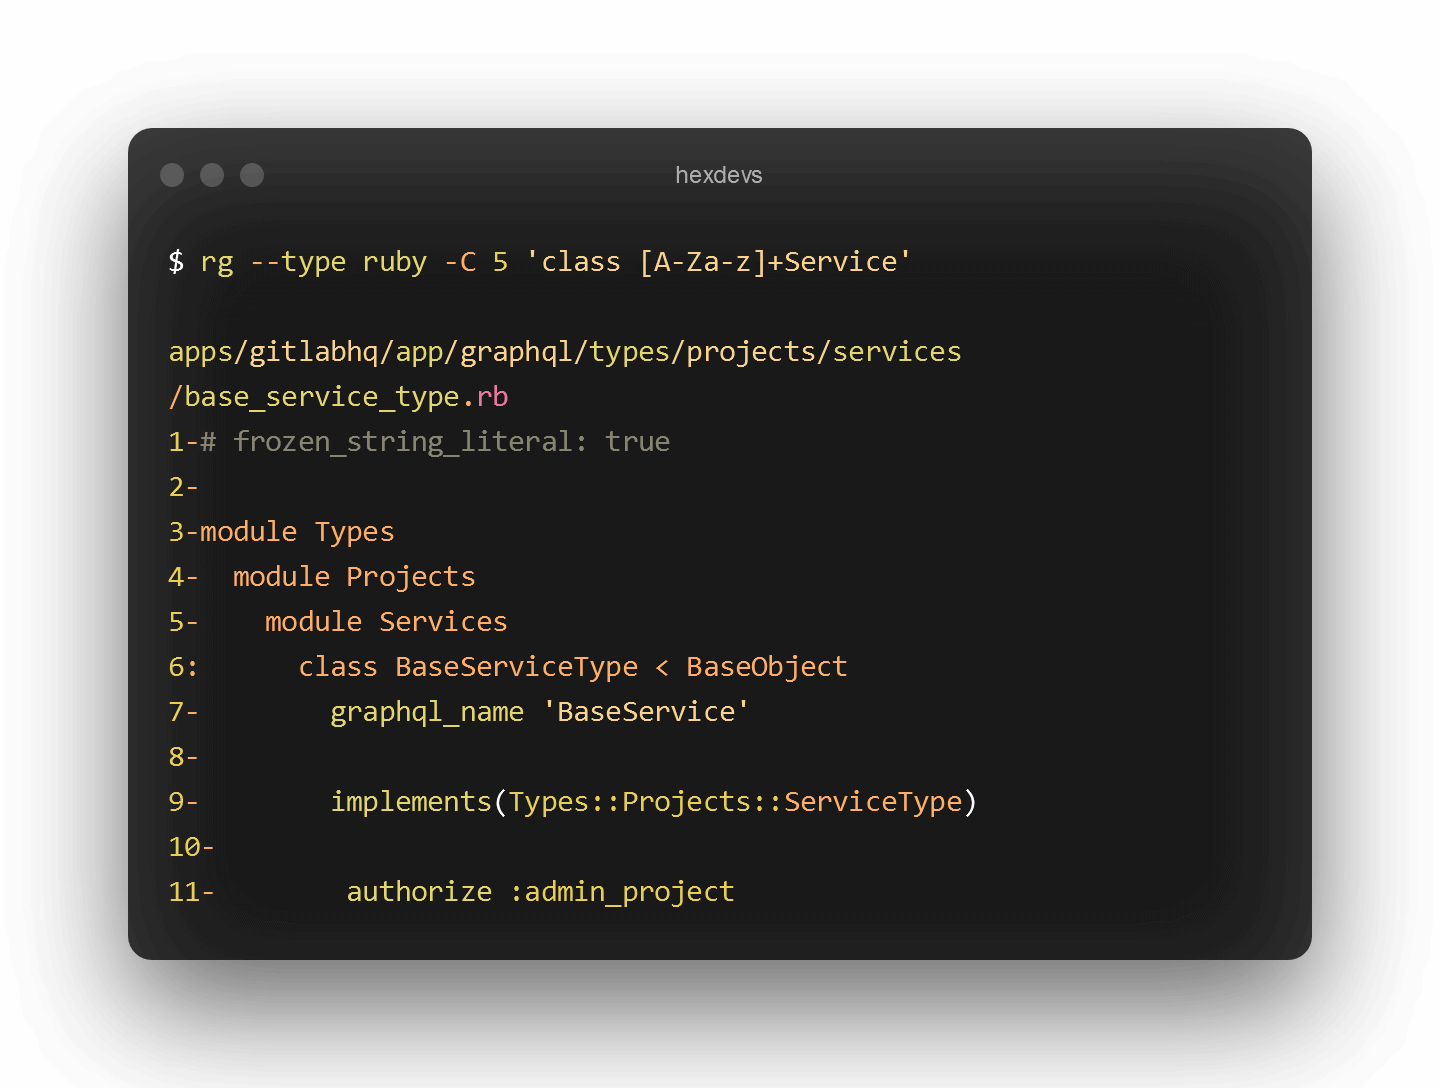 hexdevs
$ rg --type ruby -C 5 'class [A-Za-z]+Service'
apps/gitlabhq/app/graphql/types/projects/services
/base_service_type.rb
1-# frozen_string_literal: true
2-
3-module Types
4-  module Projects
5-    module Services
6:      class BaseServiceType < BaseObject
7-        graphql_name 'BaseService'
8-
9-        implements(Types::Projects::ServiceType)
10-
11-        authorize :admin_project